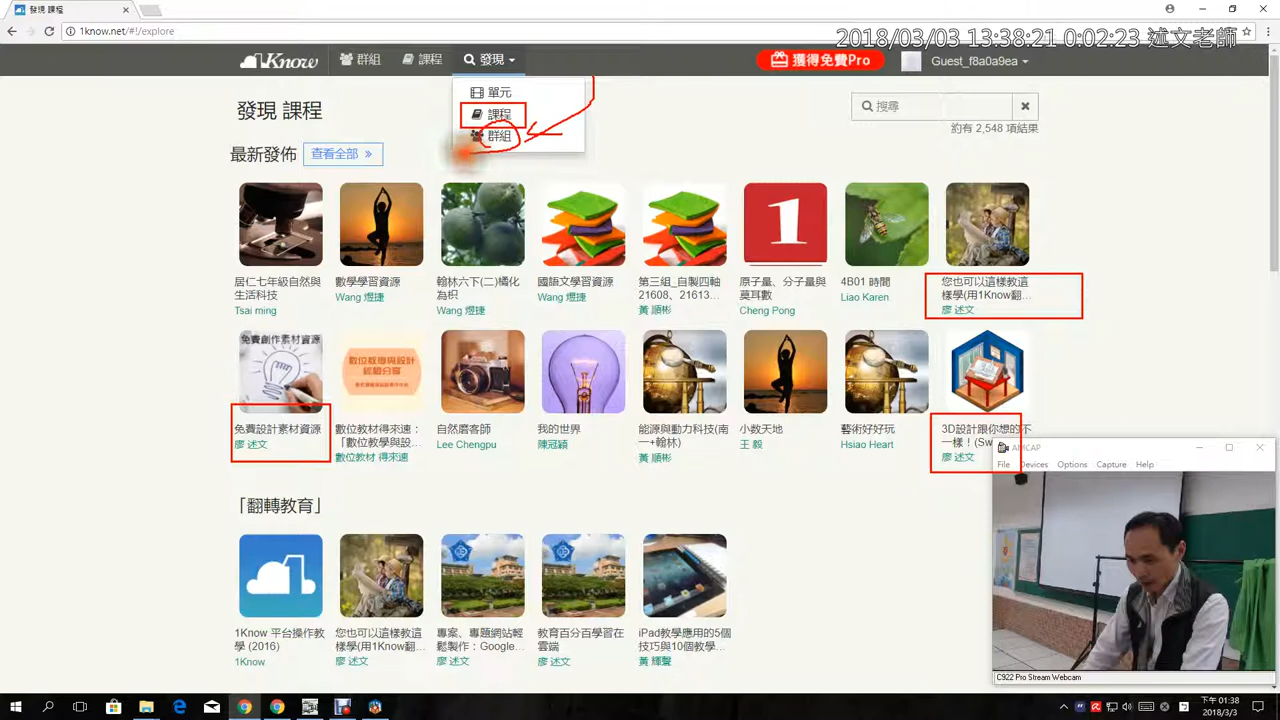 發現 課程
1know.net/#!/explore
2018/03/03 13:38:21 0:02:23 述文老師
1Know
群組
課程
發現
獲得免費Pro
Guest_f8a0a9ea
單元
課程
群組
發現 課程
搜尋
約有 2,548 項結果
最新發佈
查看全部 »
居仁七年級自然與
生活科技
Tsai ming
數學學習資源
Wang 煜捷
翰林六下(二)橘化
為枳
Wang 煜捷
國語文學習資源
Wang 煜捷
第三組_自製四軸
21608、21613...
黃 順彬
1
原子量、分子量與
莫耳數
Cheng Pong
4B01 時間
Liao Karen
您也可以這樣教這
樣學(用1Know翻...
廖 述文
免費創作素材資源
免費設計素材資源
廖 述文
數位教學與設計
經驗分享
數位教材得來速：
「數位教學與設...
數位教材 得來速
自然磨客師
Lee Chengpu
我的世界
陳冠穎
能源與動力科技(南
一+翰林)
黃 順彬
小數天地
王 毅
藝術好好玩
Hsiao Heart
3D設計跟你想的不
一樣！(Sw
廖 述文
「翻轉教育」
1Know 平台操作教
學 (2016)
1Know
您也可以這樣教這
樣學(用1Know翻...
廖 述文
專案、專題網站輕
鬆製作：Google...
廖 述文
教育百分百學習在
雲端
廖 述文
iPad教學應用的5個
技巧與10個教學...
黃 輝聲
AMCAP
File Devices Options Capture Help
C922 Pro Stream Webcam
下午 01:38
2018/3/3